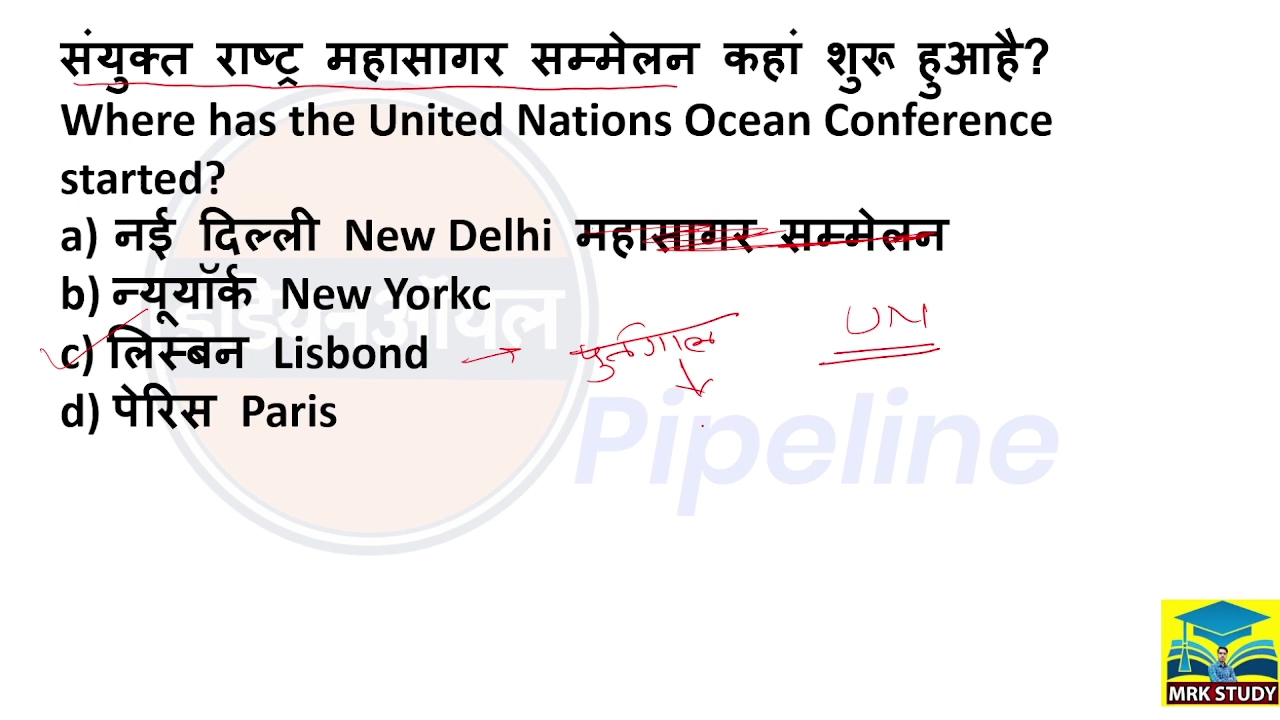 संयुक्त राष्ट्र महासागर सम्मेलन कहां शुरू हुआहै?
Where has the United Nations Ocean Conference
started?
a) नई दिल्ली New Delhi महासागर सम्मेलन
b) न्यूयॉर्क New Yorkc
c) लिस्बन Lisbond → पुर्तगाल
UN
d) पेरिस Paris
इंडियनऑयल
Pipeline
MRK STUDY